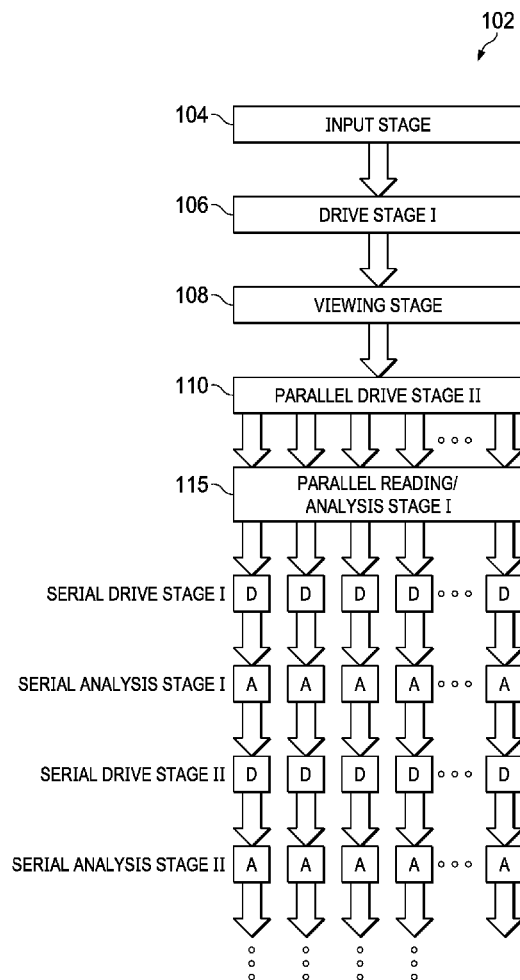 102
104 INPUT STAGE
106 DRIVE STAGE I
108 VIEWING STAGE
110 PARALLEL DRIVE STAGE II
115 PARALLEL READING/
ANALYSIS STAGE I
SERIAL DRIVE STAGE I D D D D D
SERIAL ANALYSIS STAGE I A A A A A
SERIAL DRIVE STAGE II D D D D D
SERIAL ANALYSIS STAGE II A A A A A